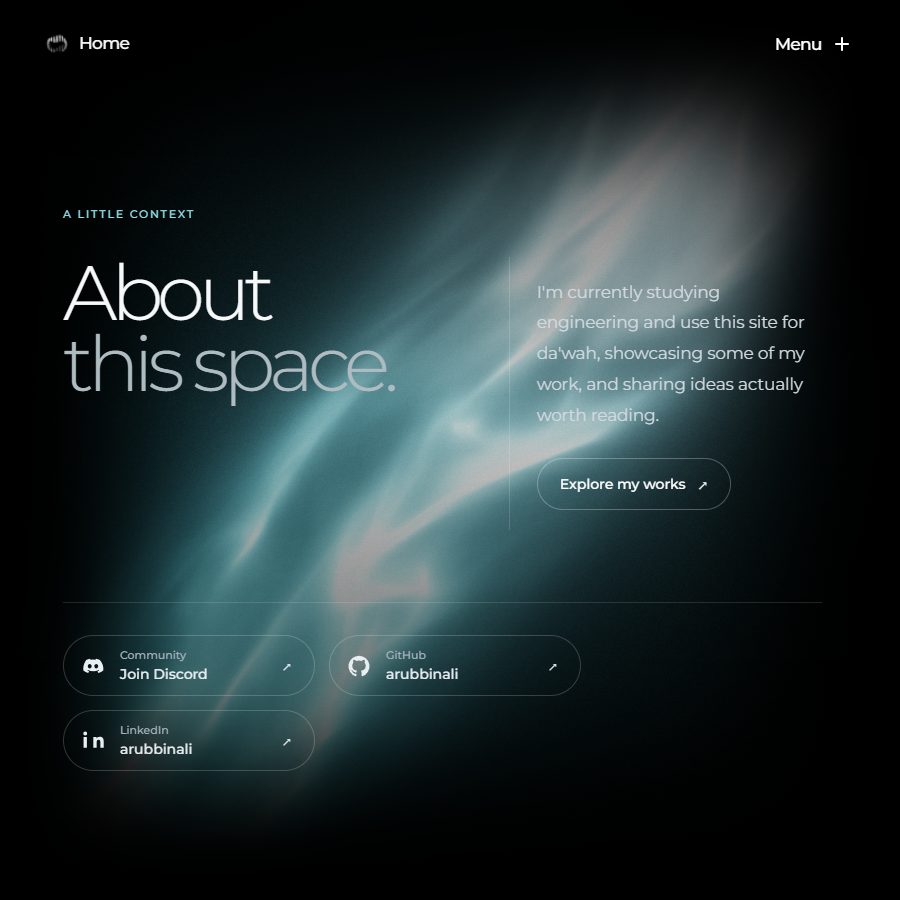 Home
Menu
A LITTLE CONTEXT
About
this space.
I'm currently studying
engineering and use this site for
da'wah, showcasing some of my
work, and sharing ideas actually
worth reading.
Explore my works ↗
Community
Join Discord ↗
GitHub
arubbinali ↗
LinkedIn
arubbinali ↗